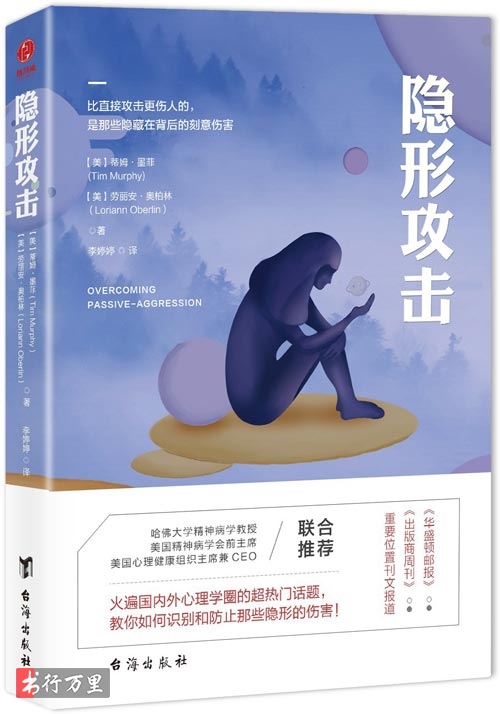 隐形攻击
比直接攻击更伤人的，
是那些隐藏在背后的刻意伤害
【美】蒂姆·墨菲
(Tim Murphy)
【美】劳丽安·奥柏林
(Loriann Oberlin)
◎著
李婷婷 ◎ 译
OVERCOMING
PASSIVE-AGGRESSION
哈佛大学精神病学教授
美国精神病学会前主席
美国心理健康组织主席兼CEO
联合
推荐
《华盛顿邮报》
《出版商周刊》
重要位置刊文报道
火遍国内外心理学圈的超热门话题，
教你如何识别和防止那些隐形的伤害！
台海出版社
隐形攻击
【美】蒂姆·墨菲(Tim Murphy)
【美】劳丽安·奥柏林(Loriann Oberlin)
◎著
李婷婷 ◎ 译
台海出版社
书行万里